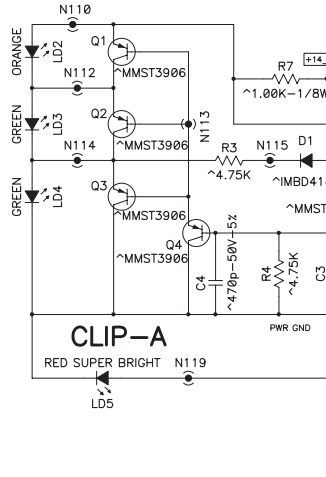 N110
ORANGE
LD2
Q1
^MMST3906
+14_
R7
^1.00K-1/8W
N112
GREEN
LD3
Q2
^MMST3906
N113
N114
R3
^4.75K
N115
D1
^IMBD41
GREEN
LD4
Q3
^MMST3906
^MMST
Q4
^MMST3906
C4
^470p-50V-5%
R4
^4.75K
C3
CLIP-A
PWR GND
RED SUPER BRIGHT
N119
LD5